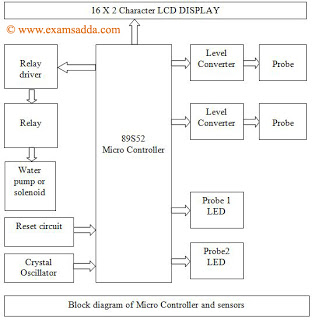 16 X 2 Character LCD DISPLAY
© www.examsadda.com
Relay
driver
Level
Converter
Probe
Relay
Level
Converter
Probe
89S52
Micro Controller
Water
pump or
solenoid
Probe 1
LED
Reset circuit
Probe2
LED
Crystal
Oscillator
Block diagram of Micro Controller and sensors